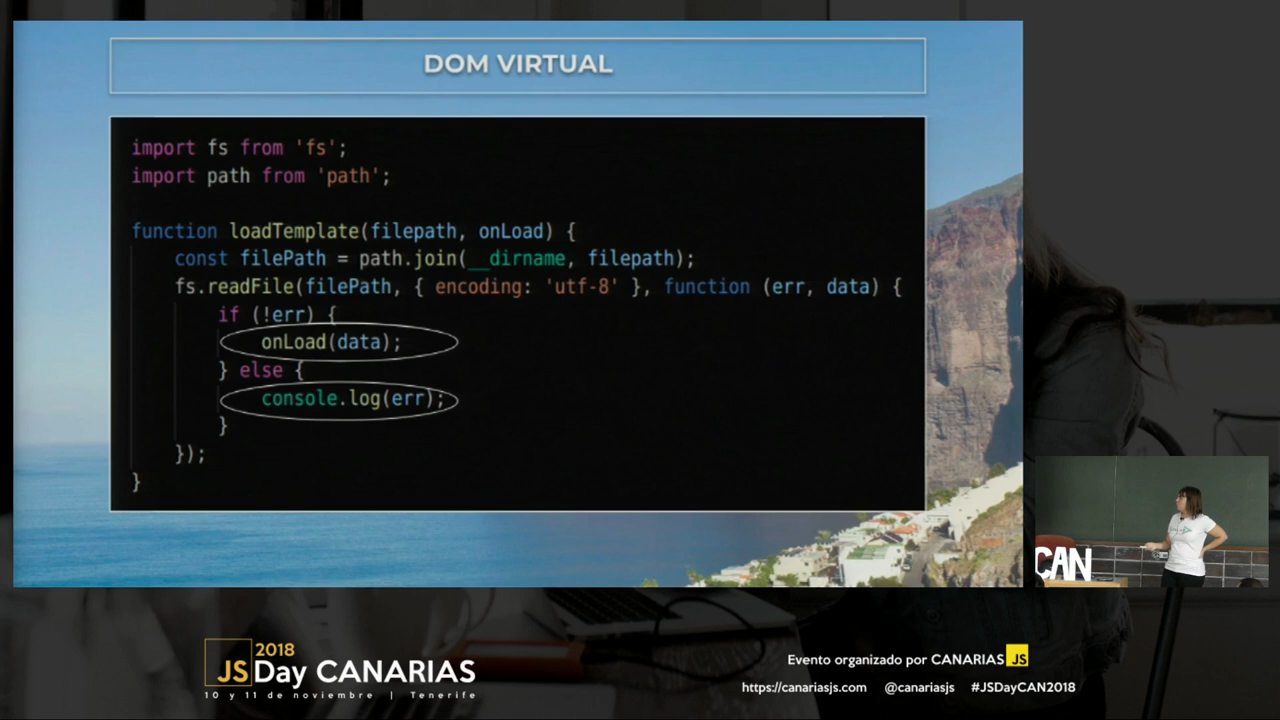 DOM VIRTUAL
import fs from 'fs';
import path from 'path';
function loadTemplate(filepath, onLoad) {
const filePath = path.join(__dirname, filepath);
fs.readFile(filePath, { encoding: 'utf-8' }, function (err, data) {
if (!err) {
onLoad(data);
} else {
console.log(err);
}
});
}
CAN
2018
JSDay CANARIAS
10 y 11 de noviembre | Tenerife
Evento organizado por CANARIAS JS
https://canariasjs.com @canariasjs #JSDayCAN2018